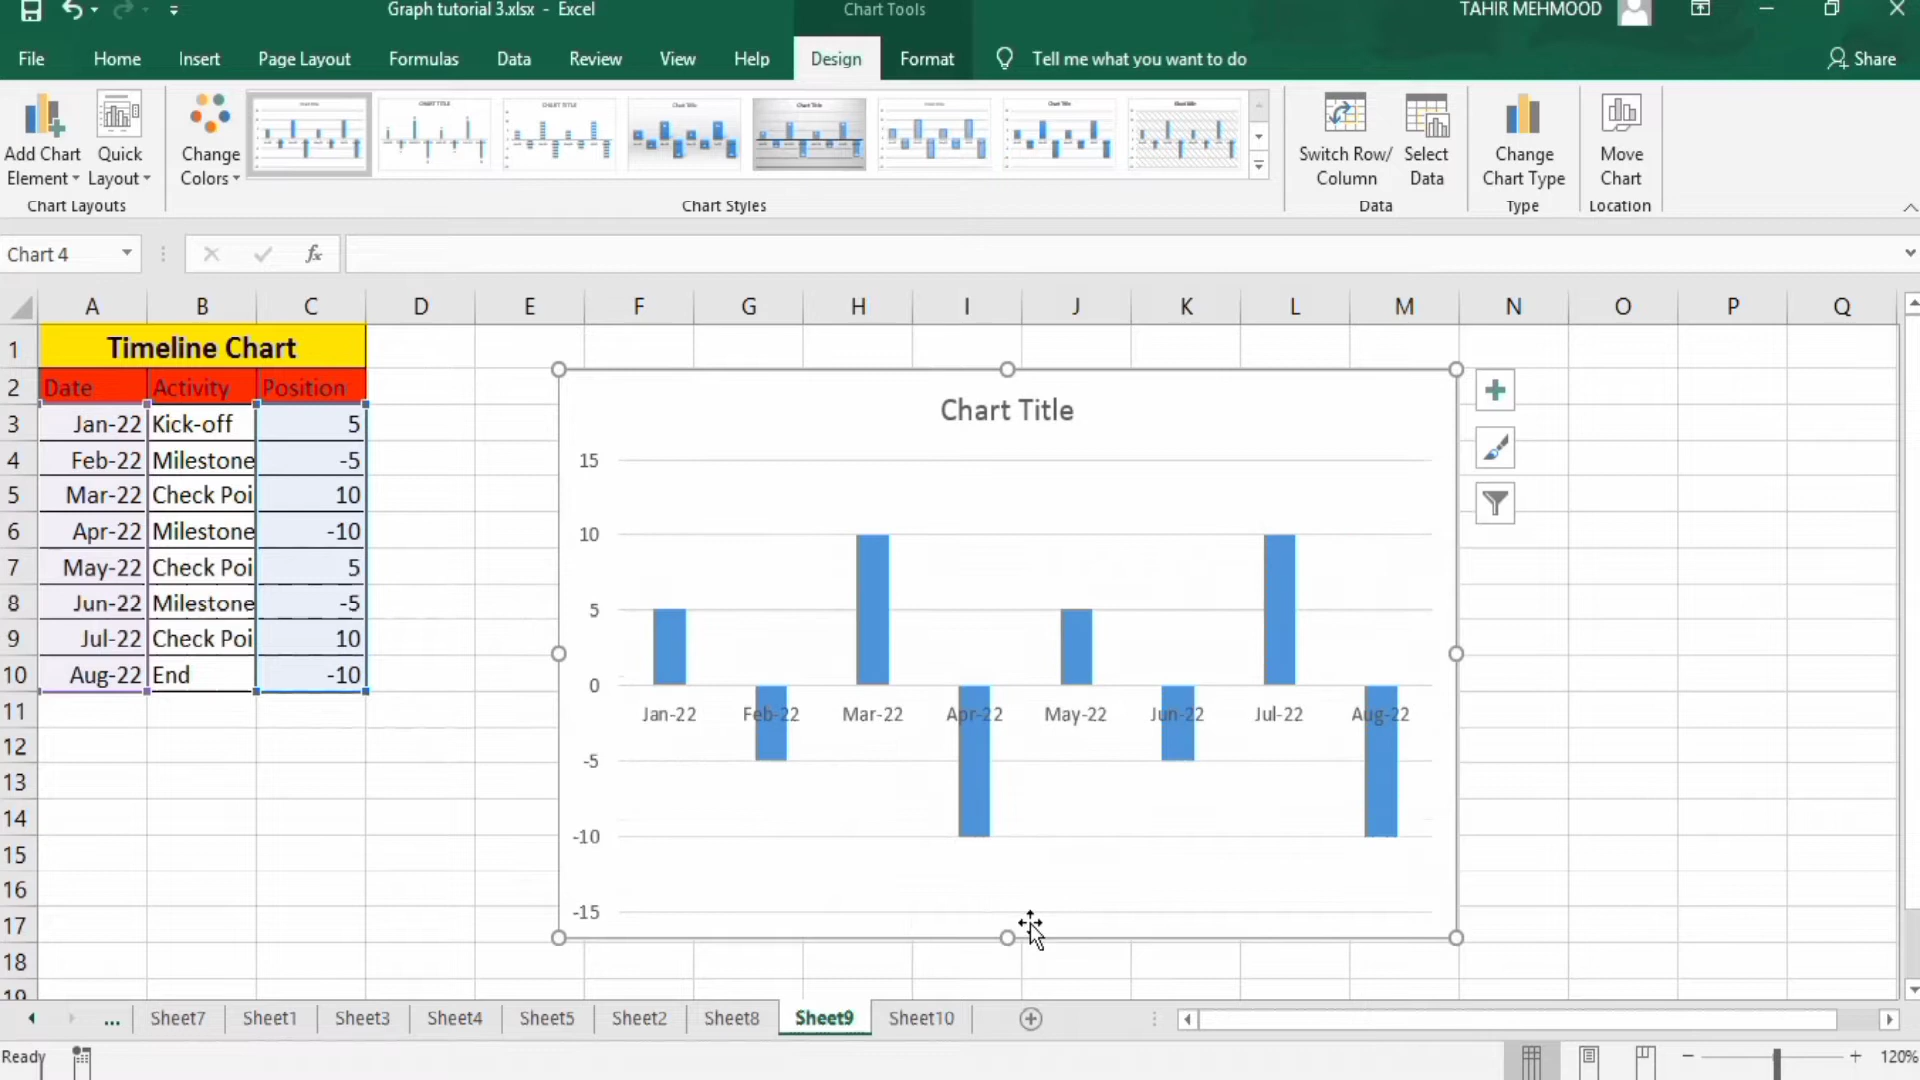 Graph tutorial 3.xlsx - Excel
Chart Tools
TAHIR MEHMOOD
File Home Insert Page Layout Formulas Data Review View Help Design Format Tell me what you want to do Share
Add Chart Element
Quick Layout
Change Colors
Switch Row/ Column
Select Data
Change Chart Type
Move Chart
Chart Layouts
Chart Styles
Data
Type
Location
Chart 4
fx
A B C D E F G H I J K L M N O P Q
1 Timeline Chart
2 Date Activity Position
3 Jan-22 Kick-off 5
4 Feb-22 Milestone -5
5 Mar-22 Check Poi 10
6 Apr-22 Milestone -10
7 May-22 Check Poi 5
8 Jun-22 Milestone -5
9 Jul-22 Check Poi 10
10 Aug-22 End -10
11
12
13
14
15
16
17
18
19
Chart Title
15
10
5
0
Jan-22 Feb-22 Mar-22 Apr-22 May-22 Jun-22 Jul-22 Aug-22
-5
-10
-15
... Sheet7 Sheet1 Sheet3 Sheet4 Sheet5 Sheet2 Sheet8 Sheet9 Sheet10
Ready
120%